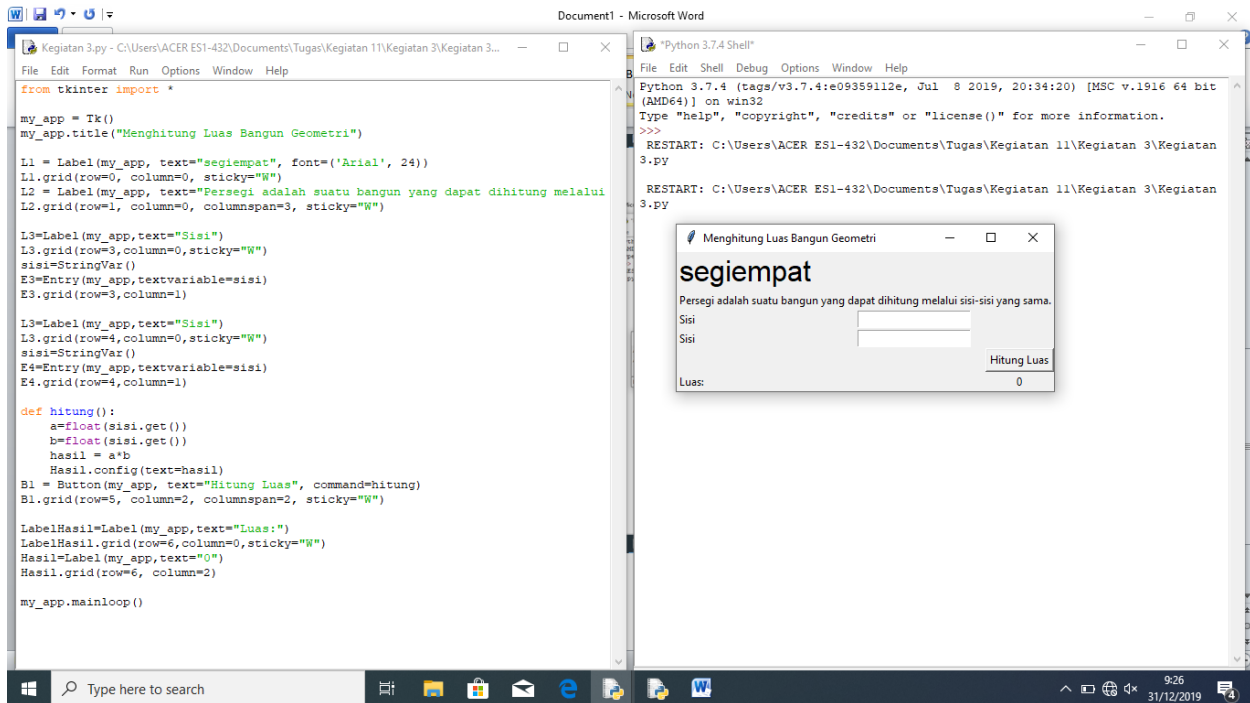 Document1 - Microsoft Word
Kegiatan 3.py - C:\Users\ACER ES1-432\Documents\Tugas\Kegiatan 11\Kegiatan 3\Kegiatan 3...
File Edit Format Run Options Window Help
from tkinter import *
my_app = Tk()
my_app.title("Menghitung Luas Bangun Geometri")
L1 = Label(my_app, text="segiempat", font=('Arial', 24))
L1.grid(row=0, column=0, sticky="W")
L2 = Label(my_app, text="Persegi adalah suatu bangun yang dapat dihitung melalui
L2.grid(row=1, column=0, columnspan=3, sticky="W")
L3=Label(my_app,text="Sisi")
L3.grid(row=3,column=0,sticky="W")
sisi=StringVar()
E3=Entry(my_app,textvariable=sisi)
E3.grid(row=3,column=1)
L3=Label(my_app,text="Sisi")
L3.grid(row=4,column=0,sticky="W")
sisi=StringVar()
E4=Entry(my_app,textvariable=sisi)
E4.grid(row=4,column=1)
def hitung():
    a=float(sisi.get())
    b=float(sisi.get())
    hasil = a*b
    Hasil.config(text=hasil)
B1 = Button(my_app, text="Hitung Luas", command=hitung)
B1.grid(row=5, column=2, columnspan=2, sticky="W")
LabelHasil=Label(my_app,text="Luas:")
LabelHasil.grid(row=6,column=0,sticky="W")
Hasil=Label(my_app,text="0")
Hasil.grid(row=6, column=2)
my_app.mainloop()
*Python 3.7.4 Shell*
File Edit Shell Debug Options Window Help
Python 3.7.4 (tags/v3.7.4:e09359112e, Jul  8 2019, 20:34:20) [MSC v.1916 64 bit
(AMD64)] on win32
Type "help", "copyright", "credits" or "license()" for more information.
>>>
RESTART: C:\Users\ACER ES1-432\Documents\Tugas\Kegiatan 11\Kegiatan 3\Kegiatan
3.py
RESTART: C:\Users\ACER ES1-432\Documents\Tugas\Kegiatan 11\Kegiatan 3\Kegiatan
3.py
Menghitung Luas Bangun Geometri
segiempat
Persegi adalah suatu bangun yang dapat dihitung melalui sisi-sisi yang sama.
Sisi
Sisi
Hitung Luas
Luas: 0
Type here to search
9:26
31/12/2019
4